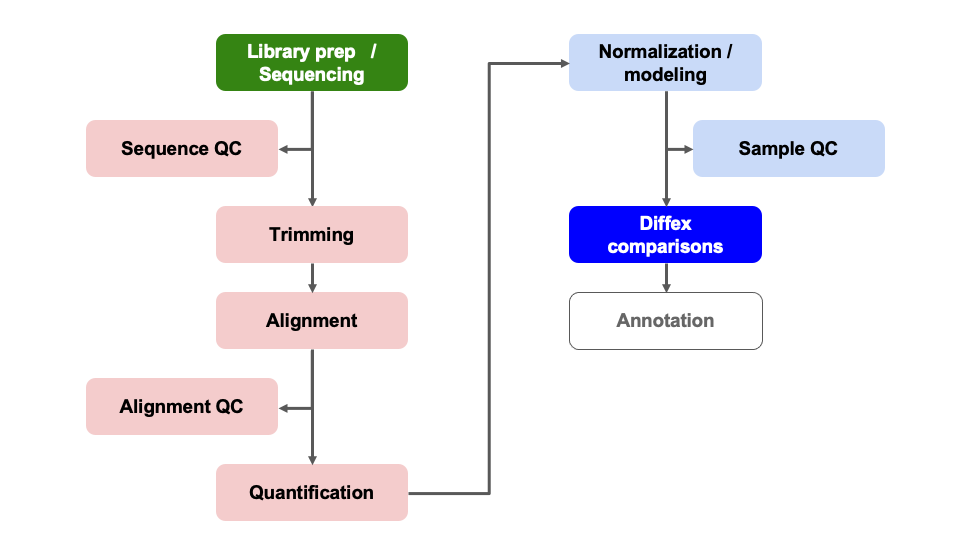 Library prep /
Sequencing
Sequence QC
Trimming
Alignment
Alignment QC
Quantification
Normalization /
modeling
Sample QC
Diffex
comparisons
Annotation